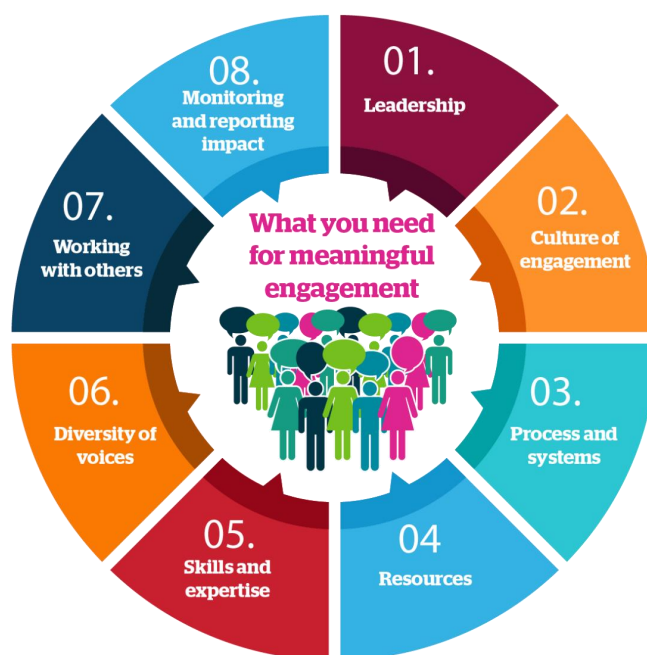 What you need
for meaningful
engagement
01.
Leadership
02.
Culture of
engagement
03.
Process and
systems
04
Resources
05.
Skills and
expertise
06.
Diversity of
voices
07.
Working
with others
08.
Monitoring
and reporting
impact